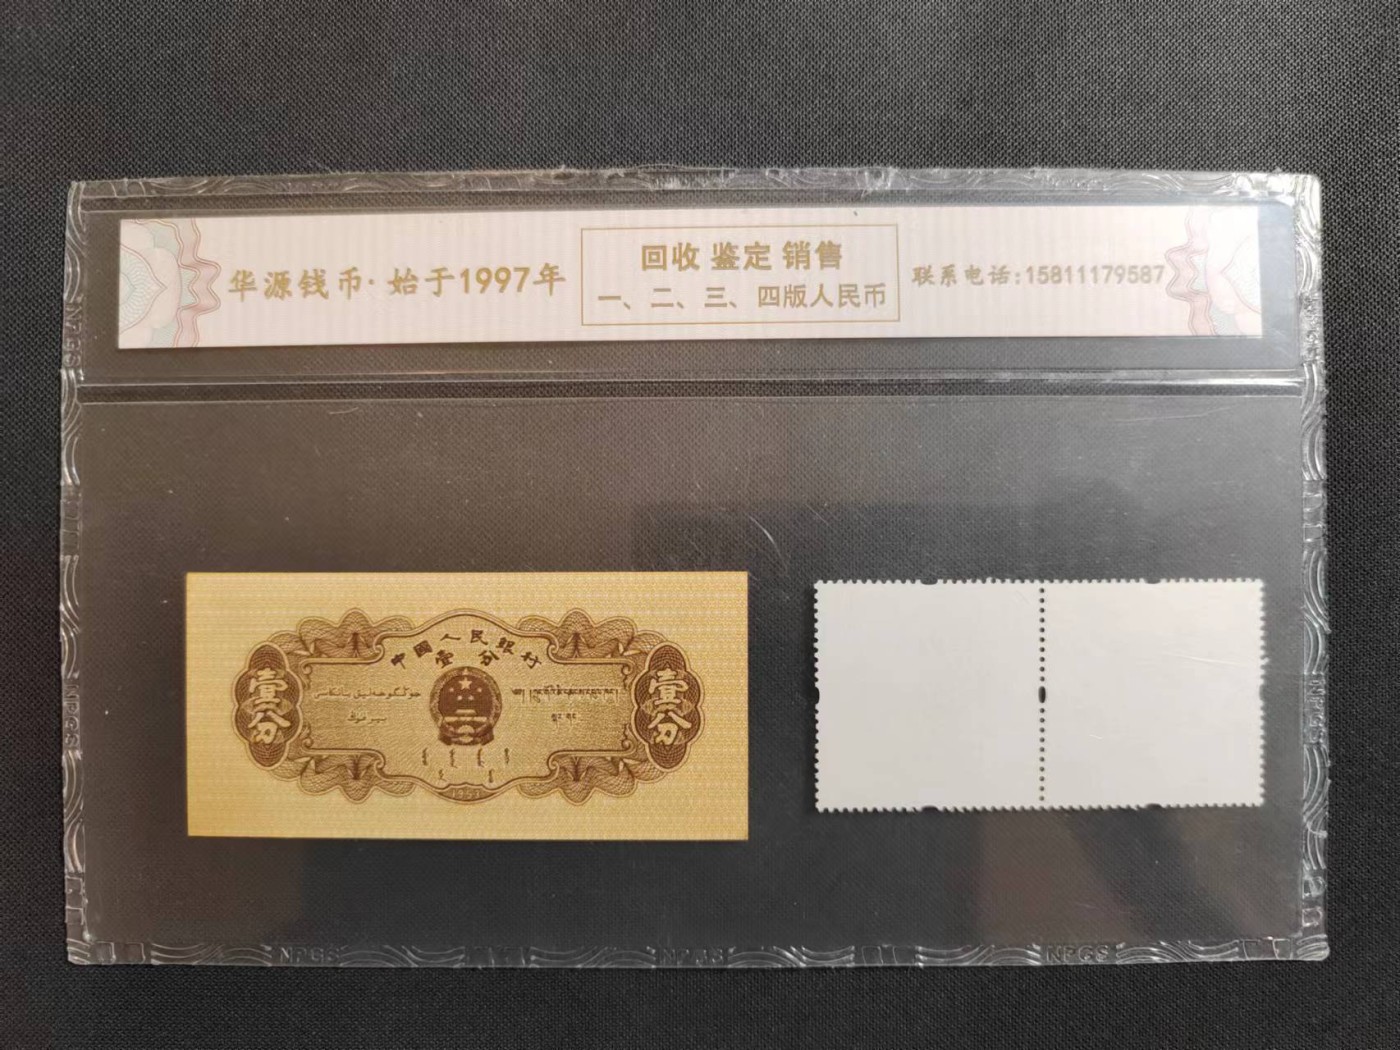 华源钱币·始于1997年
回收 鉴定 销售
一、二、三、四版人民币
联系电话:15811179587
中国人民银行
壹分
壹分
壹分
1953
NPGS
NPGS
NPGS